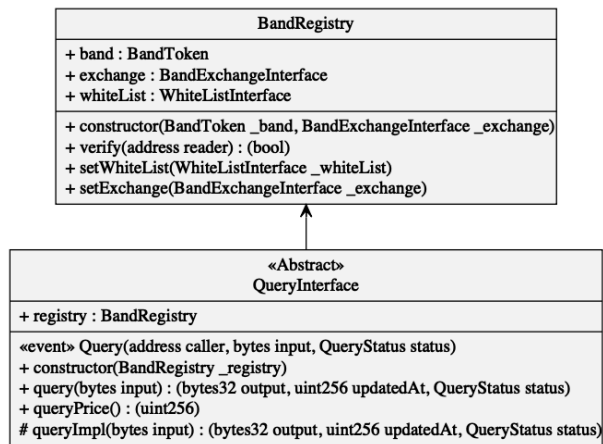 BandRegistry
+ band : BandToken
+ exchange : BandExchangeInterface
+ whiteList : WhiteListInterface
+ constructor(BandToken _band, BandExchangeInterface _exchange)
+ verify(address reader) : (bool)
+ setWhiteList(WhiteListInterface _whiteList)
+ setExchange(BandExchangeInterface _exchange)
«Abstract»
QueryInterface
+ registry : BandRegistry
«event» Query(address caller, bytes input, QueryStatus status)
+ constructor(BandRegistry _registry)
+ query(bytes input) : (bytes32 output, uint256 updatedAt, QueryStatus status)
+ queryPrice() : (uint256)
# queryImpl(bytes input) : (bytes32 output, uint256 updatedAt, QueryStatus status)